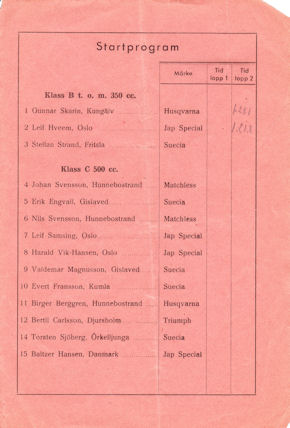 Startprogram
Märke
Tid lopp 1
Tid lopp 2
Klass B t. o. m. 350 cc.
1 Gunnar Skarin, Kungälv Husqvarna
2 Leif Hveem, Oslo Jap Special
3 Stellan Strand, Fritsla Suecia
Klass C 500 cc.
4 Johan Svensson, Hunnebostrand Matchless
5 Erik Engvall, Gislaved Suecia
6 Nils Svensson, Hunnebostrand Matchless
7 Leif Samsing, Oslo Jap Special
8 Harald Vik-Hansen, Oslo Jap Special
9 Valdemar Magnusson, Gislaved Suecia
10 Evert Fransson, Kumla Suecia
11 Birger Berggren, Hunnebostrand Husqvarna
12 Bertil Carlsson, Djursholm Triumph
14 Torsten Sjöberg, Örkelljunga Suecia
15 Baltzer Hansen, Danmark Jap Special